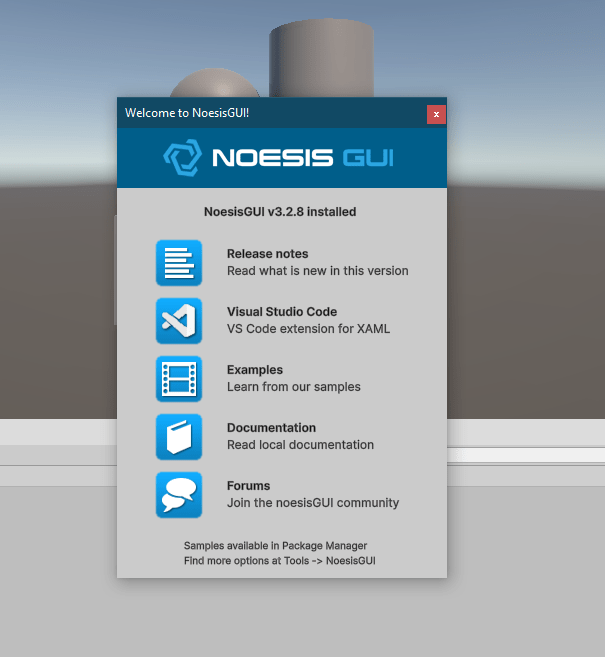 Welcome to NoesisGUI!
x
NOESIS GUI
NoesisGUI v3.2.8 installed
Release notes
Read what is new in this version
Visual Studio Code
VS Code extension for XAML
Examples
Learn from our samples
Documentation
Read local documentation
Forums
Join the noesisGUI community
Samples available in Package Manager
Find more options at Tools -> NoesisGUI